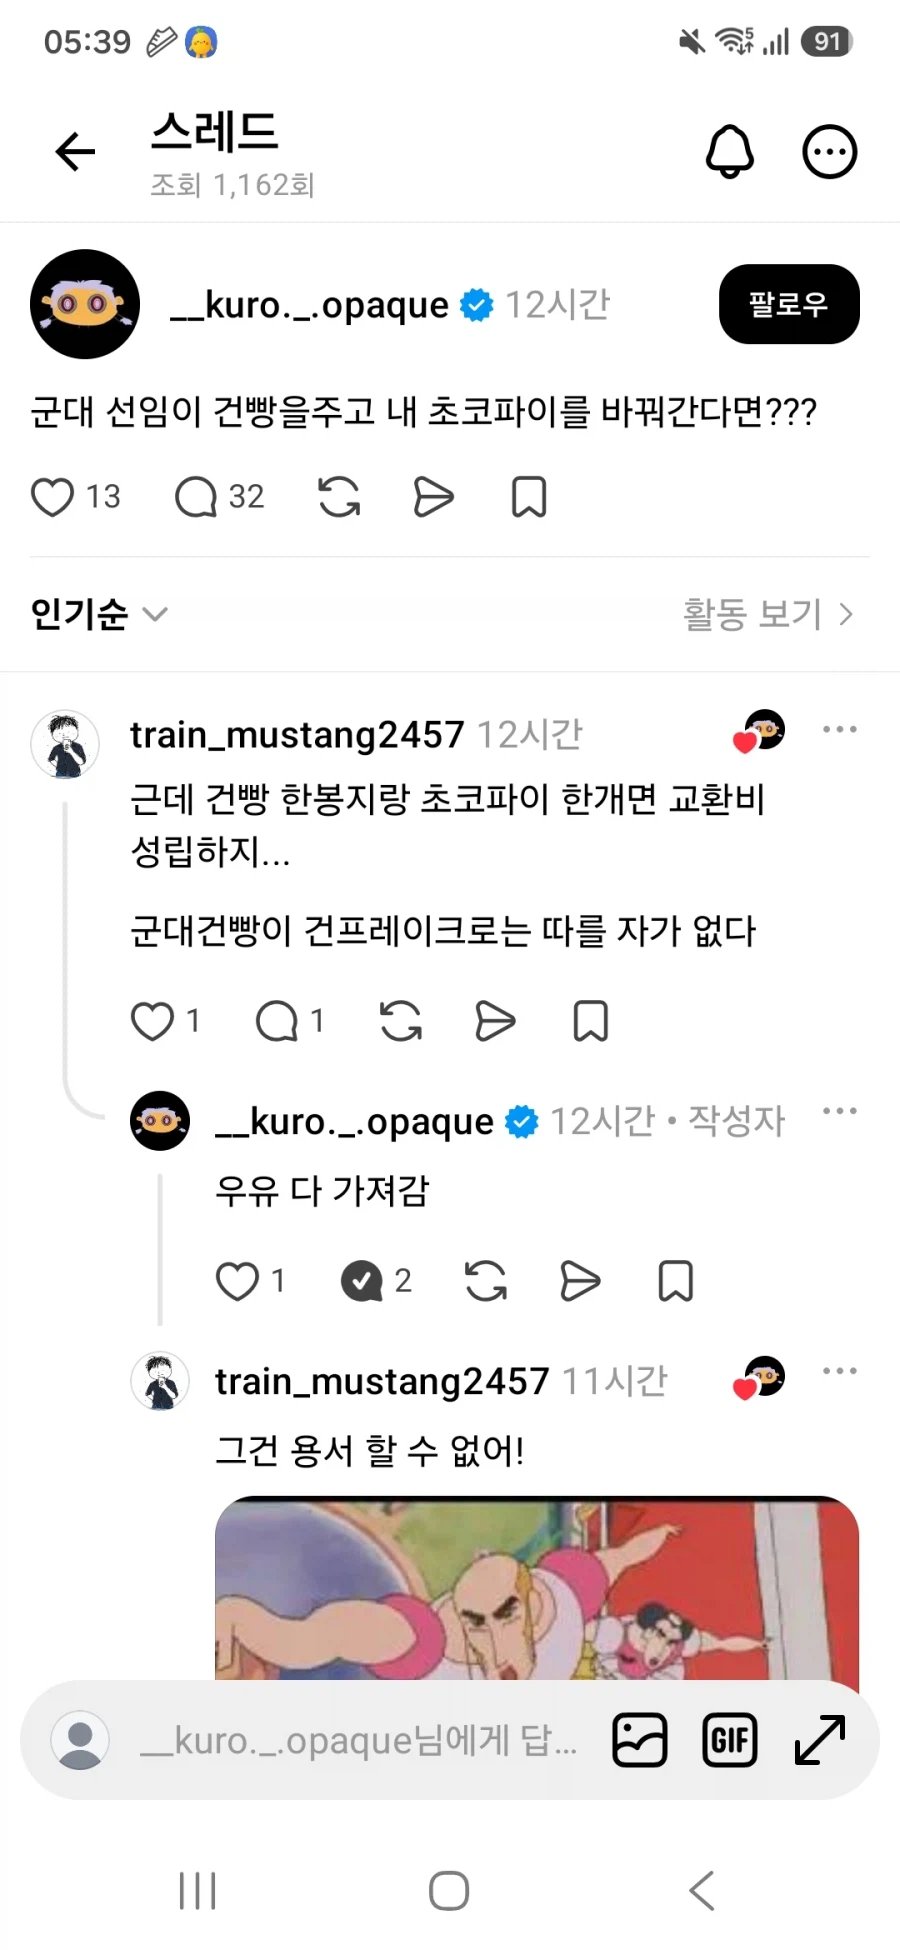 05:39
5
91
스레드
조회 1,162회
__kuro._.opaque 12시간
팔로우
군대 선임이 건빵을주고 내 초코파이를 바꿔간다면???
13 32
인기순
활동 보기
train_mustang2457 12시간
근데 건빵 한봉지랑 초코파이 한개면 교환비
성립하지...
군대건빵이 건프레이크로는 따를 자가 없다
1 1
__kuro._.opaque 12시간 • 작성자
우유 다 가져감
1 2
train_mustang2457 11시간
그건 용서 할 수 없어!
__kuro._.opaque님에게 답...
GIF